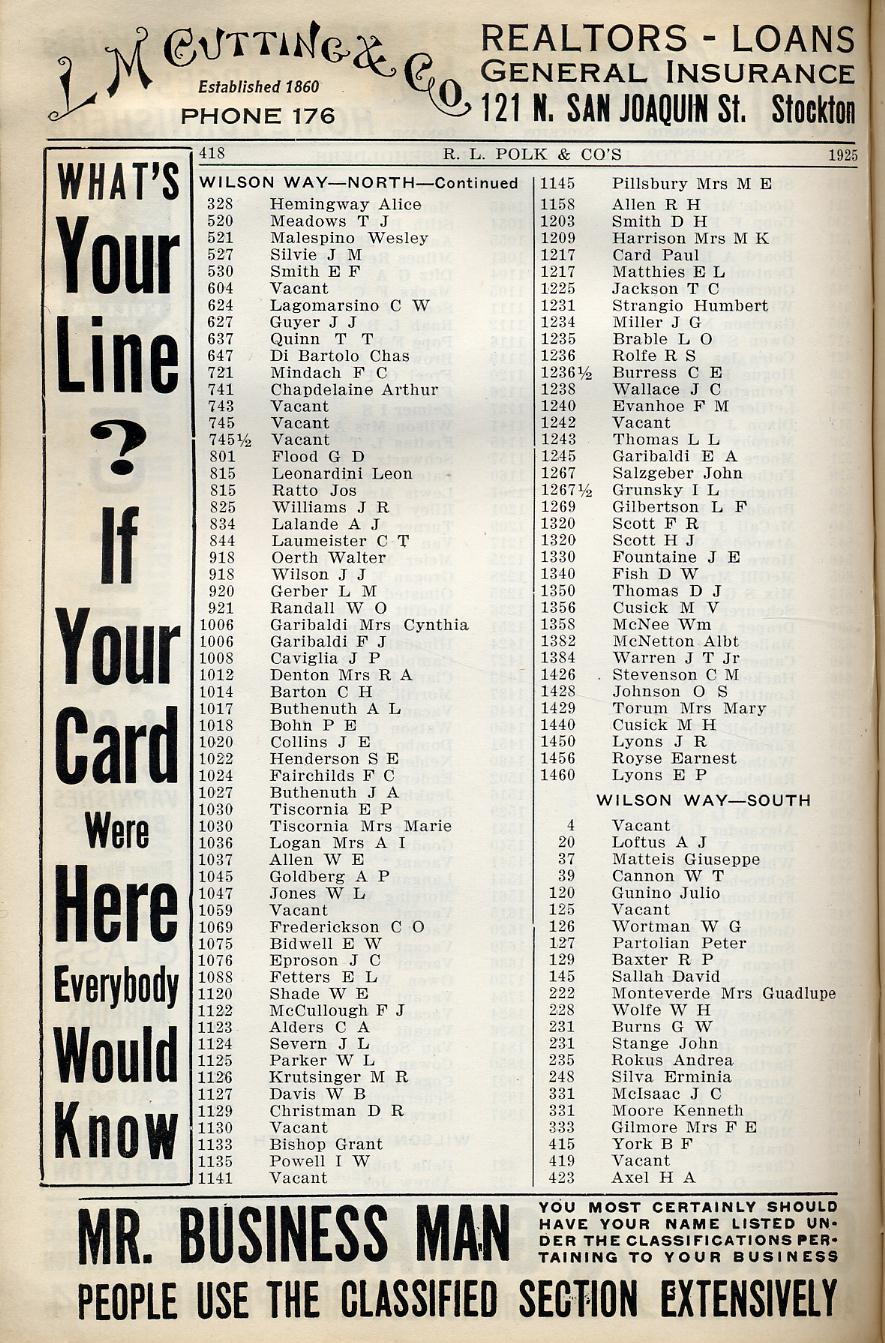 L M CUTTING & CO.
Established 1860
PHONE 176
REALTORS - LOANS
GENERAL INSURANCE
121 N. SAN JOAQUIN St. Stockton
WHAT'S
Your
Line
?
If
Your
Card
Were
Here
Everybody
Would
Know
418 R. L. POLK & CO'S 1925
WILSON WAY—NORTH—Continued
328 Hemingway Alice
520 Meadows T J
521 Malespino Wesley
527 Silvie J M
530 Smith E F
604 Vacant
624 Lagomarsino C W
627 Guyer J J
637 Quinn T T
647 Di Bartolo Chas
721 Mindach F C
741 Chapdelaine Arthur
743 Vacant
745 Vacant
745½ Vacant
801 Flood G D
815 Leonardini Leon
815 Ratto Jos
825 Williams J R
834 Lalande A J
844 Laumeister C T
918 Oerth Walter
918 Wilson J J
920 Gerber L M
921 Randall W O
1006 Garibaldi Mrs Cynthia
1006 Garibaldi F J
1008 Caviglia J P
1012 Denton Mrs R A
1014 Barton C H
1017 Buthenuth A L
1018 Bohn P E
1020 Collins J E
1022 Henderson S E
1024 Fairchilds F C
1027 Buthenuth J A
1030 Tiscornia E P
1030 Tiscornia Mrs Marie
1036 Logan Mrs A I
1037 Allen W E
1045 Goldberg A P
1047 Jones W L
1059 Vacant
1069 Frederickson C O
1075 Bidwell E W
1076 Eproson J C
1088 Fetters E L
1120 Shade W E
1122 McCullough F J
1123 Alders C A
1124 Severn J L
1125 Parker W L
1126 Krutsinger M R
1127 Davis W B
1129 Christman D R
1130 Vacant
1133 Bishop Grant
1135 Powell I W
1141 Vacant
1145 Pillsbury Mrs M E
1158 Allen R H
1203 Smith D H
1209 Harrison Mrs M K
1217 Card Paul
1217 Matthies E L
1225 Jackson T C
1231 Strangio Humbert
1234 Miller J G
1235 Brable L O
1236 Rolfe R S
1236½ Burress C E
1238 Wallace J C
1240 Evanhoe F M
1242 Vacant
1243 Thomas L L
1245 Garibaldi E A
1267 Salzgeber John
1267½ Grunsky I L
1269 Gilbertson L F
1320 Scott F R
1320 Scott H J
1330 Fountaine J E
1340 Fish D W
1350 Thomas D J
1356 Cusick M V
1358 McNee Wm
1382 McNetton Albt
1384 Warren J T Jr
1426 Stevenson C M
1428 Johnson O S
1429 Torum Mrs Mary
1440 Cusick M H
1450 Lyons J R
1456 Royse Earnest
1460 Lyons E P
WILSON WAY—SOUTH
4 Vacant
20 Loftus A J
37 Matteis Giuseppe
39 Cannon W T
120 Gunino Julio
125 Vacant
126 Wortman W G
127 Partolian Peter
129 Baxter R P
145 Sallah David
222 Monteverde Mrs Guadlupe
228 Wolfe W H
231 Burns G W
231 Stange John
235 Rokus Andrea
248 Silva Erminia
331 McIsaac J C
331 Moore Kenneth
333 Gilmore Mrs F E
415 York B F
419 Vacant
423 Axel H A
MR. BUSINESS MAN
YOU MOST CERTAINLY SHOULD
HAVE YOUR NAME LISTED UN-
DER THE CLASSIFICATIONS PER-
TAINING TO YOUR BUSINESS
PEOPLE USE THE CLASSIFIED SECTION EXTENSIVELY